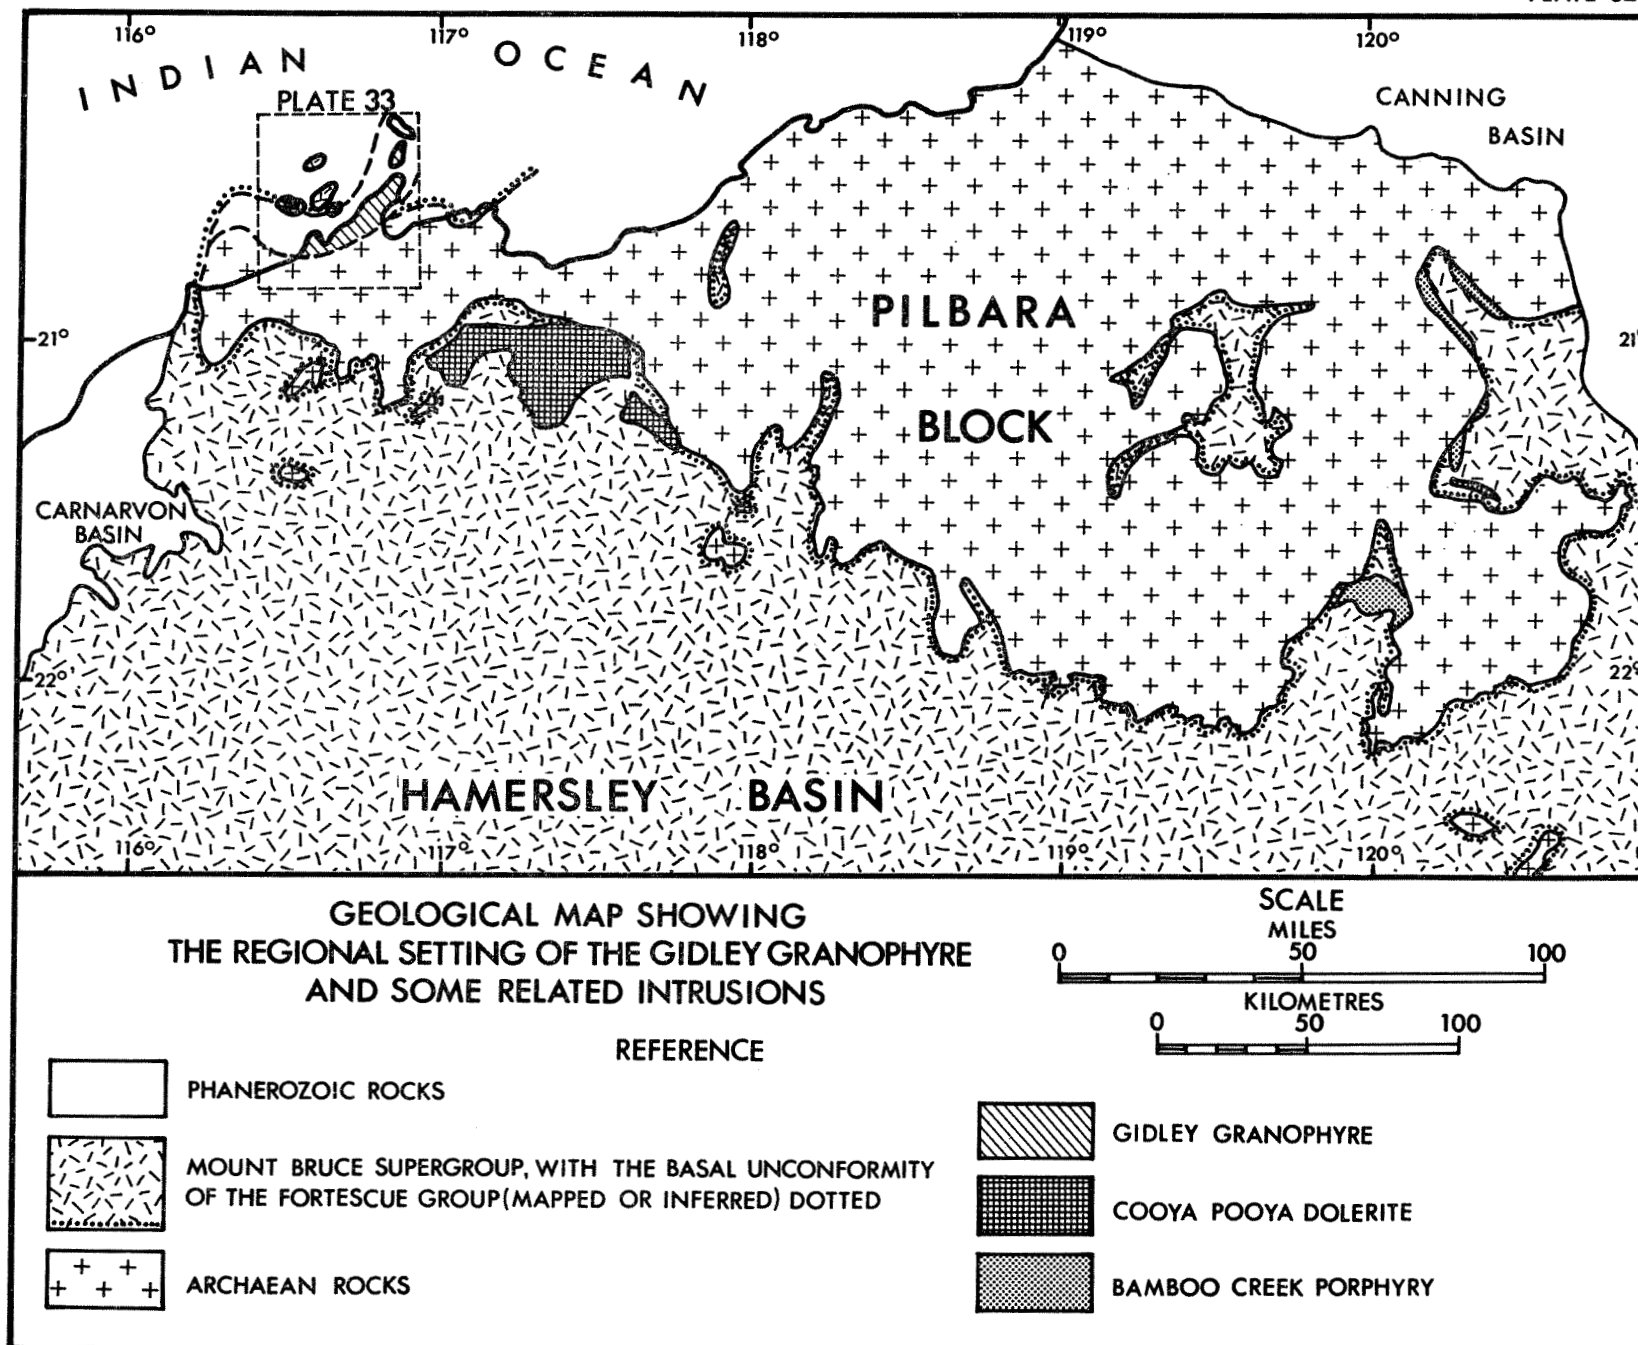 116° 117° 118° 119° 120°
INDIAN OCEAN
PLATE 33
CANNING
BASIN
21°
PILBARA
BLOCK
CARNARVON
BASIN
22° 22°
HAMERSLEY BASIN
116° 117° 118° 119° 120°
GEOLOGICAL MAP SHOWING
THE REGIONAL SETTING OF THE GIDLEY GRANOPHYRE
AND SOME RELATED INTRUSIONS
SCALE
MILES
0 50 100
KILOMETRES
0 50 100
REFERENCE
PHANEROZOIC ROCKS
MOUNT BRUCE SUPERGROUP, WITH THE BASAL UNCONFORMITY
OF THE FORTESCUE GROUP (MAPPED OR INFERRED) DOTTED
ARCHAEAN ROCKS
GIDLEY GRANOPHYRE
COOYA POOYA DOLERITE
BAMBOO CREEK PORPHYRY